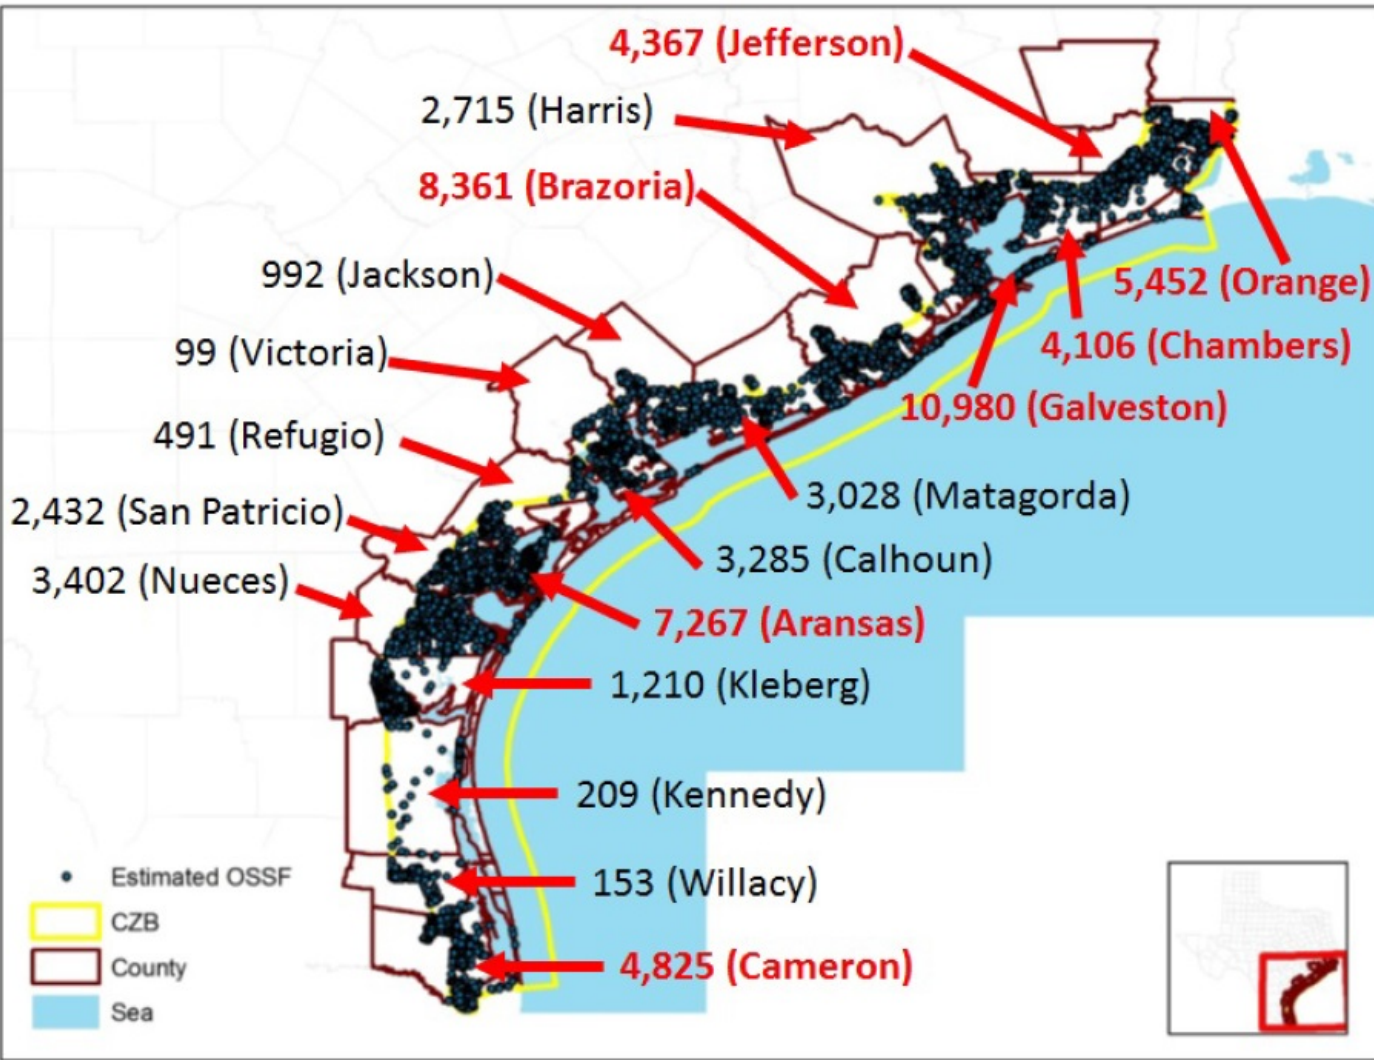 4,367 (Jefferson)
2,715 (Harris)
8,361 (Brazoria)
992 (Jackson)
5,452 (Orange)
99 (Victoria)
4,106 (Chambers)
10,980 (Galveston)
491 (Refugio)
3,028 (Matagorda)
2,432 (San Patricio)
3,285 (Calhoun)
3,402 (Nueces)
7,267 (Aransas)
1,210 (Kleberg)
209 (Kennedy)
153 (Willacy)
4,825 (Cameron)
Estimated OSSF
CZB
County
Sea